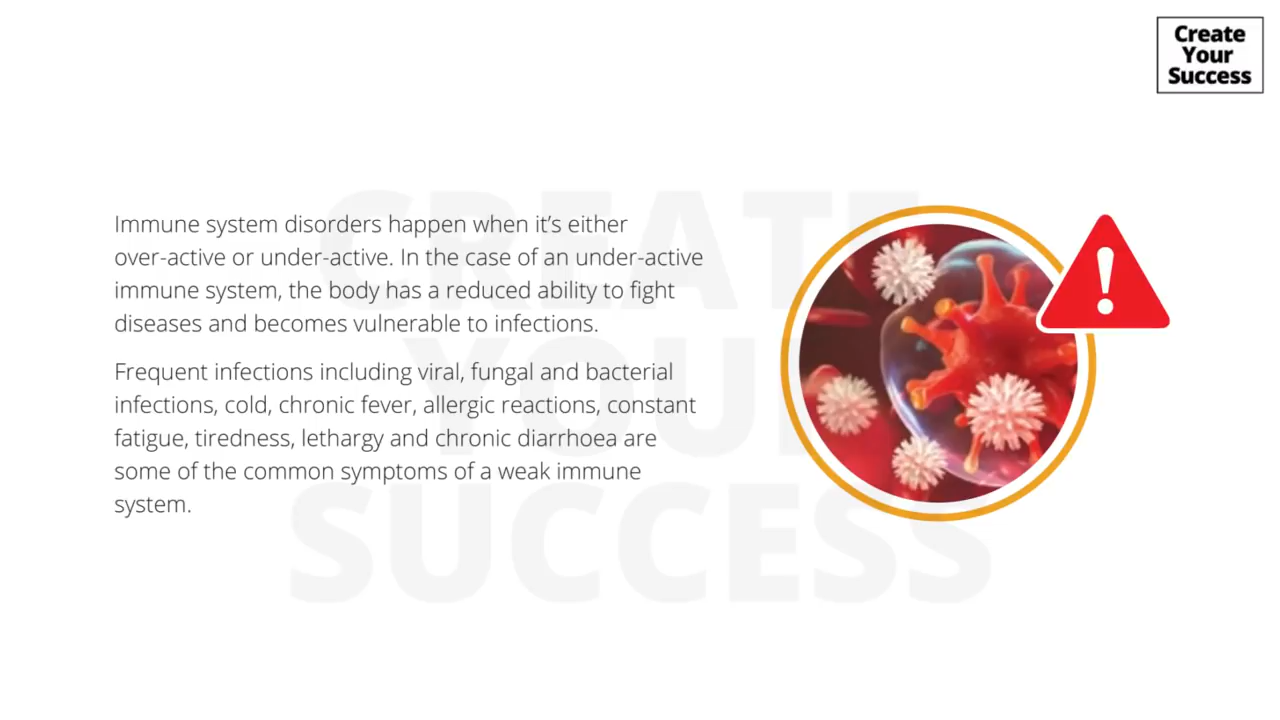 Create
Your
Success
CREATE
YOUR
SUCCESS
Immune system disorders happen when it’s either
over-active or under-active. In the case of an under-active
immune system, the body has a reduced ability to fight
diseases and becomes vulnerable to infections.
Frequent infections including viral, fungal and bacterial
infections, cold, chronic fever, allergic reactions, constant
fatigue, tiredness, lethargy and chronic diarrhoea are
some of the common symptoms of a weak immune
system.
!